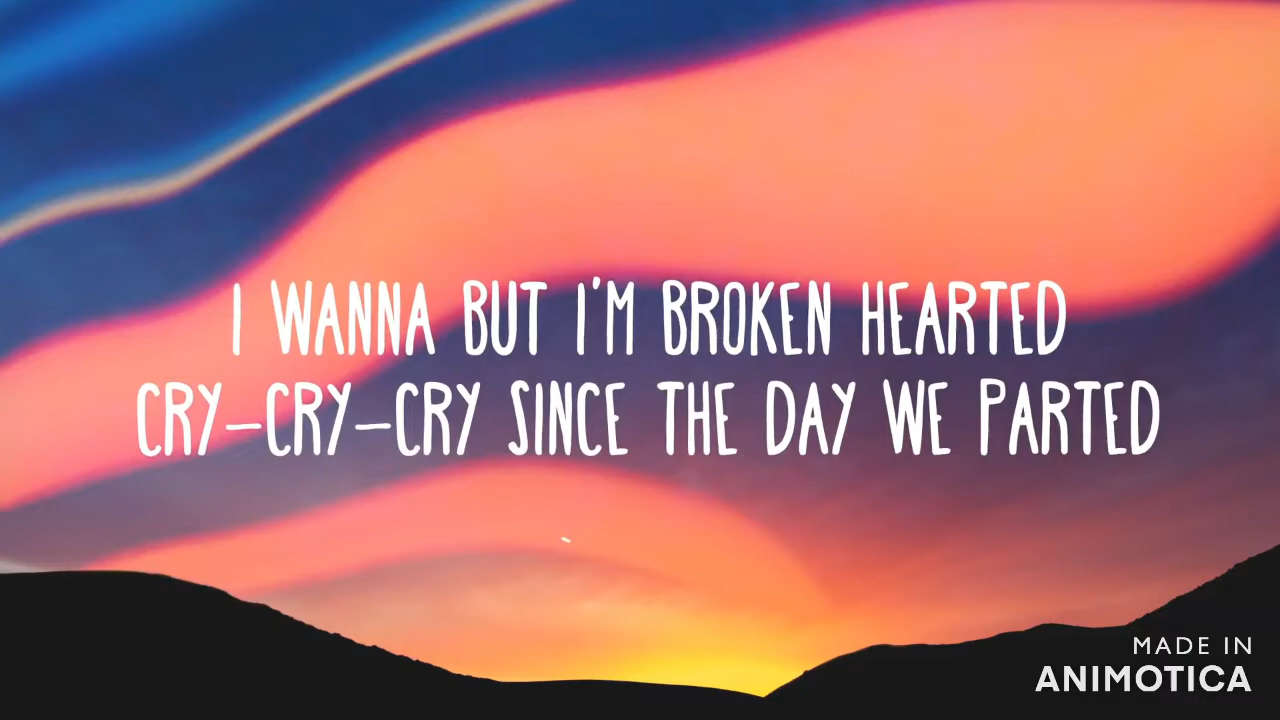 I WANNA BUT I'M BROKEN HEARTED
CRY-CRY-CRY SINCE THE DAY WE PARTED
MADE IN
ANIMOTICA